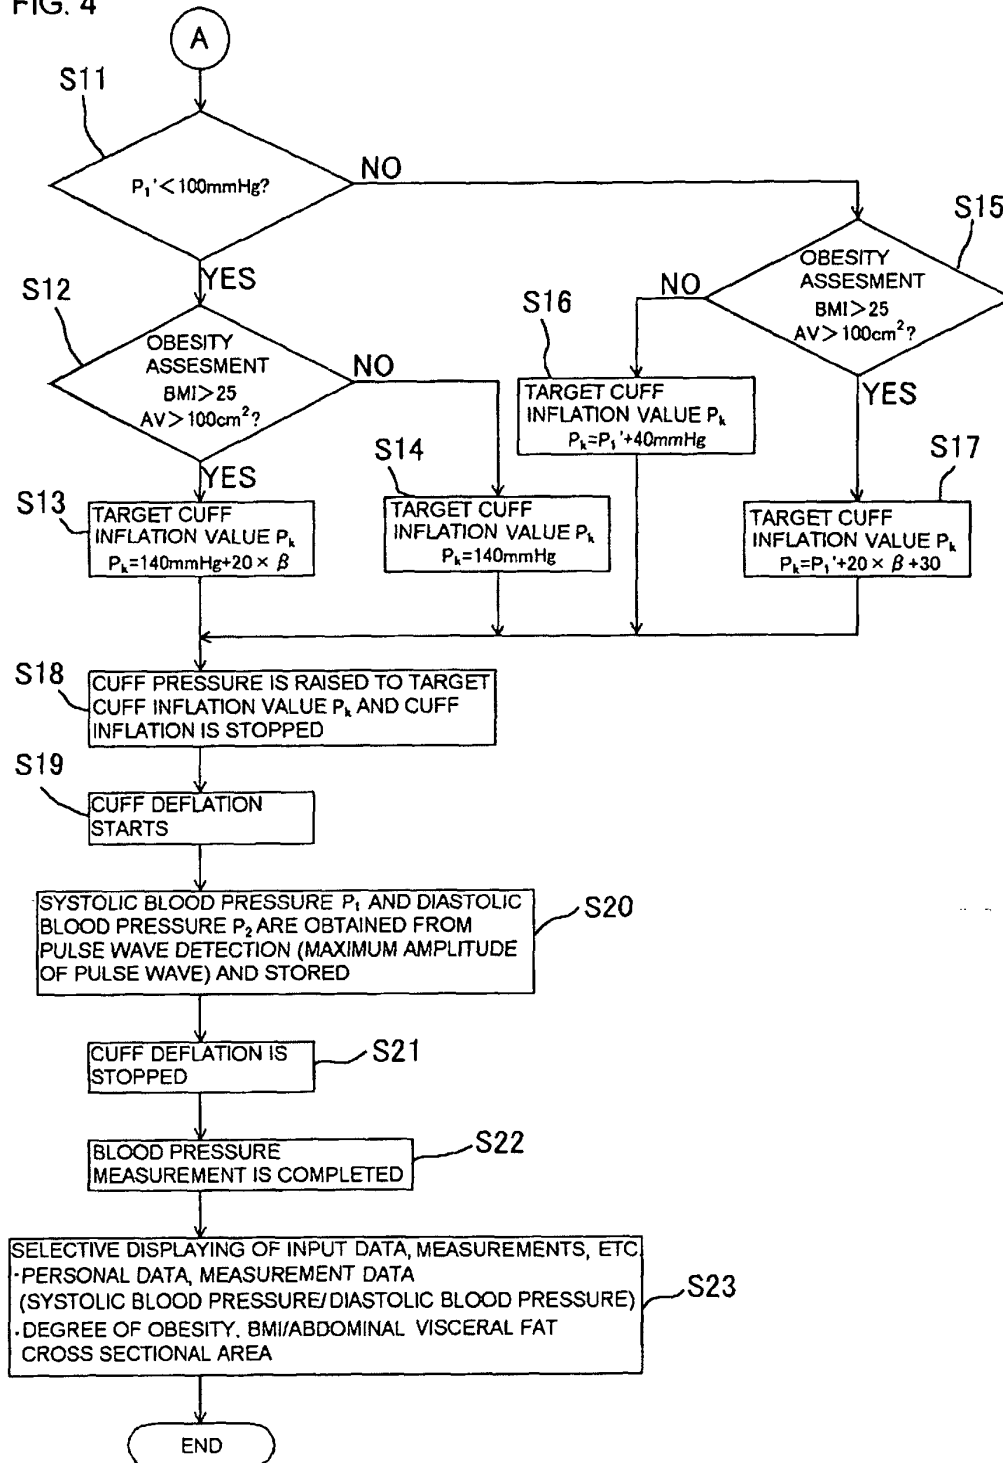 FIG. 4
A
S11
P₁'<100mmHg?
NO
YES
S12
OBESITY
ASSESMENT
BMI>25
AV>100cm²?
NO
YES
S13
TARGET CUFF
INFLATION VALUE Pₖ
Pₖ=140mmHg+20×β
S14
TARGET CUFF
INFLATION VALUE Pₖ
Pₖ=140mmHg
S15
OBESITY
ASSESMENT
BMI>25
AV>100cm²?
NO
YES
S16
TARGET CUFF
INFLATION VALUE Pₖ
Pₖ=P₁'+40mmHg
S17
TARGET CUFF
INFLATION VALUE Pₖ
Pₖ=P₁'+20×β+30
S18
CUFF PRESSURE IS RAISED TO TARGET
CUFF INFLATION VALUE Pₖ AND CUFF
INFLATION IS STOPPED
S19
CUFF DEFLATION
STARTS
SYSTOLIC BLOOD PRESSURE P₁ AND DIASTOLIC
BLOOD PRESSURE P₂ ARE OBTAINED FROM
PULSE WAVE DETECTION (MAXIMUM AMPLITUDE
OF PULSE WAVE) AND STORED
S20
CUFF DEFLATION IS
STOPPED
S21
BLOOD PRESSURE
MEASUREMENT IS COMPLETED
S22
SELECTIVE DISPLAYING OF INPUT DATA, MEASUREMENTS, ETC
·PERSONAL DATA, MEASUREMENT DATA
(SYSTOLIC BLOOD PRESSURE/DIASTOLIC BLOOD PRESSURE)
·DEGREE OF OBESITY. BMI/ABDOMINAL VISCERAL FAT
CROSS SECTIONAL AREA
S23
END